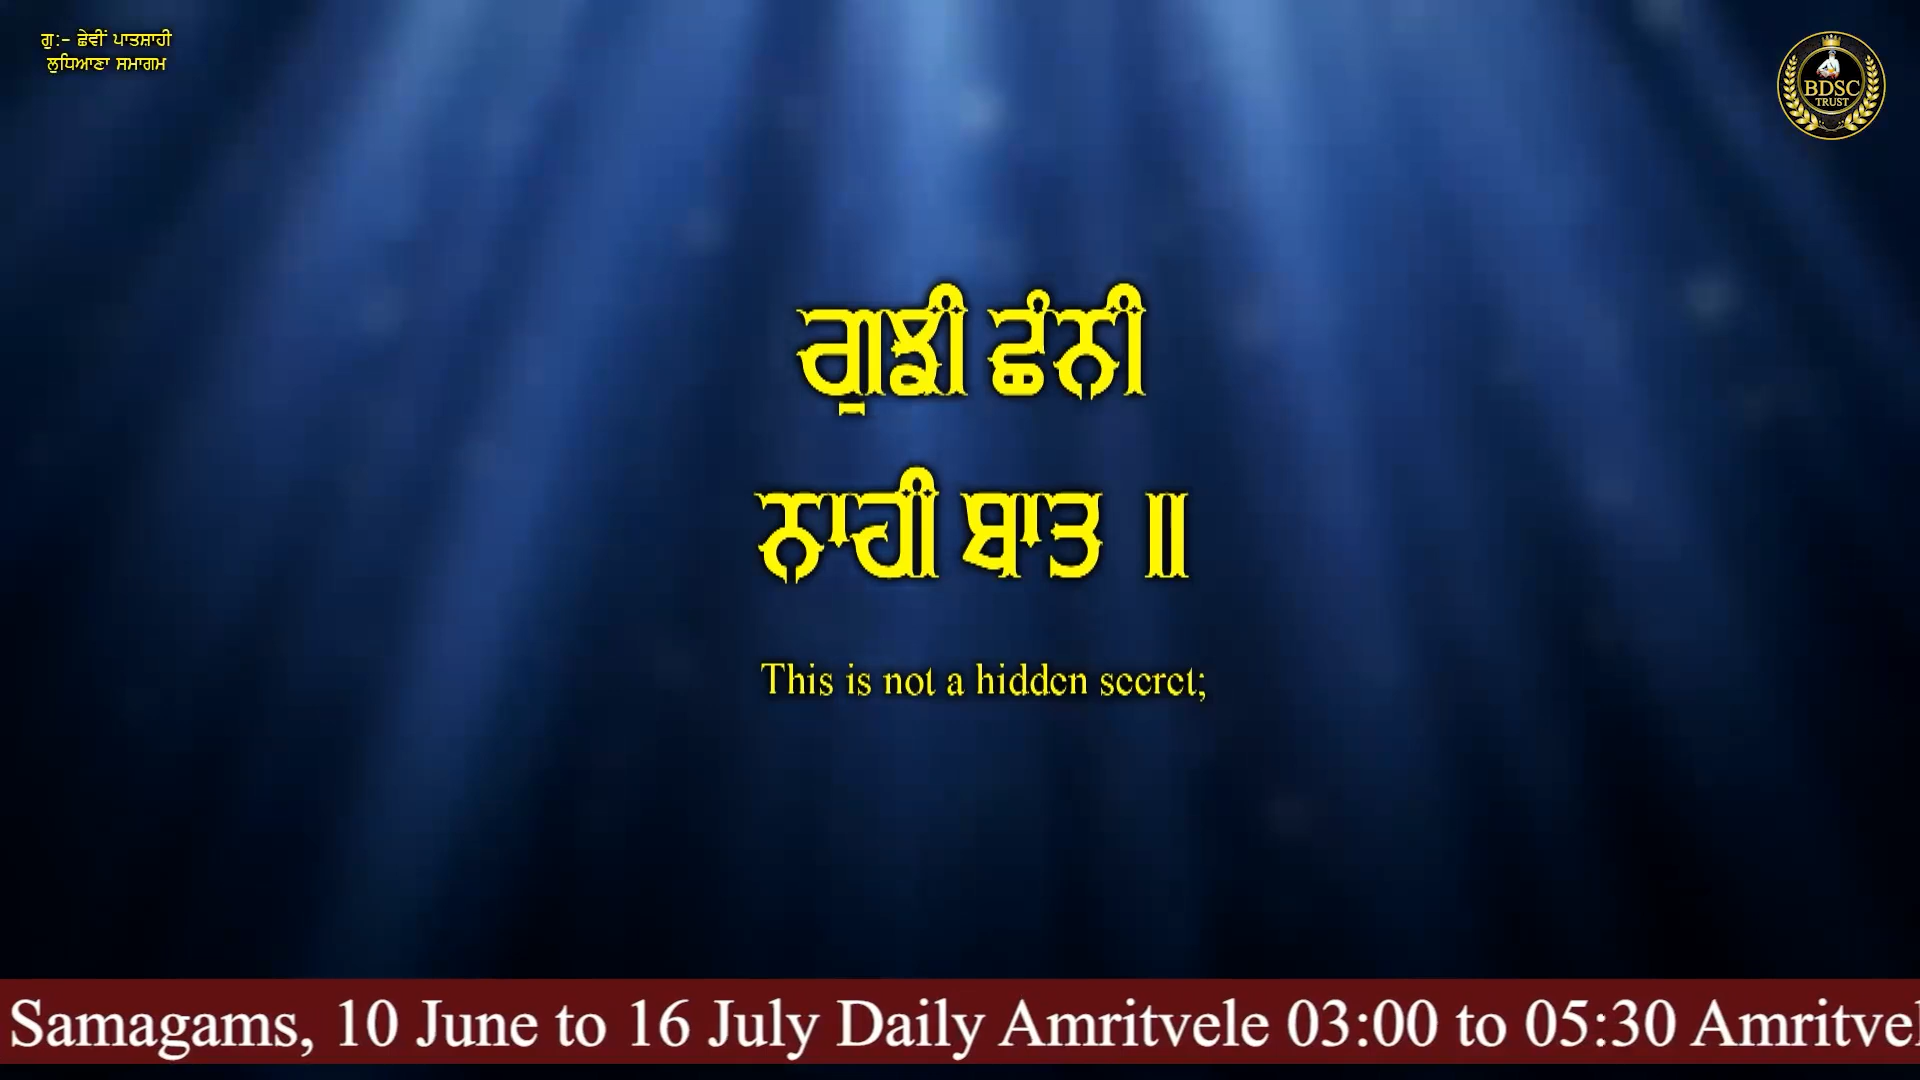 ਗੁ:- ਛੇਵੀਂ ਪਾਤਸ਼ਾਹੀ
ਲੁਧਿਆਣਾ ਸਮਾਗਮ
BDSC
TRUST
ਗੁਝੀ ਛੰਨੀ
ਨਾਹੀ ਬਾਤ ॥
This is not a hidden secret;
Samagams, 10 June to 16 July Daily Amritvele 03:00 to 05:30 Amritvel